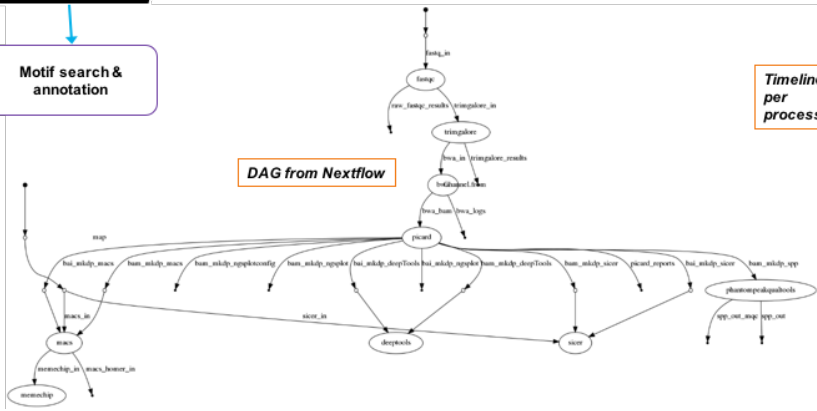 Motif search &
annotation
DAG from Nextflow
Timeline
per
process
fastq_in
fastqc
raw_fastqc_results
trimgalore_in
trimgalore
bwa_in
trimgalore_results
bwa_bam
bwa_logs
picard
map
bai_mkdp_macs
bam_mkdp_macs
bam_mkdp_ngsplotconfig
bam_mkdp_ngsplot
bai_mkdp_deepTools
bai_mkdp_ngsplot
bam_mkdp_deepTools
bam_mkdp_sicer
picard_reports
bai_mkdp_sicer
bam_mkdp_spp
phantompeakqualtools
macs_in
sicer_in
spp_out_mqc
spp_out
macs
deeptools
sicer
memechip_in
macs_homer_in
memechip